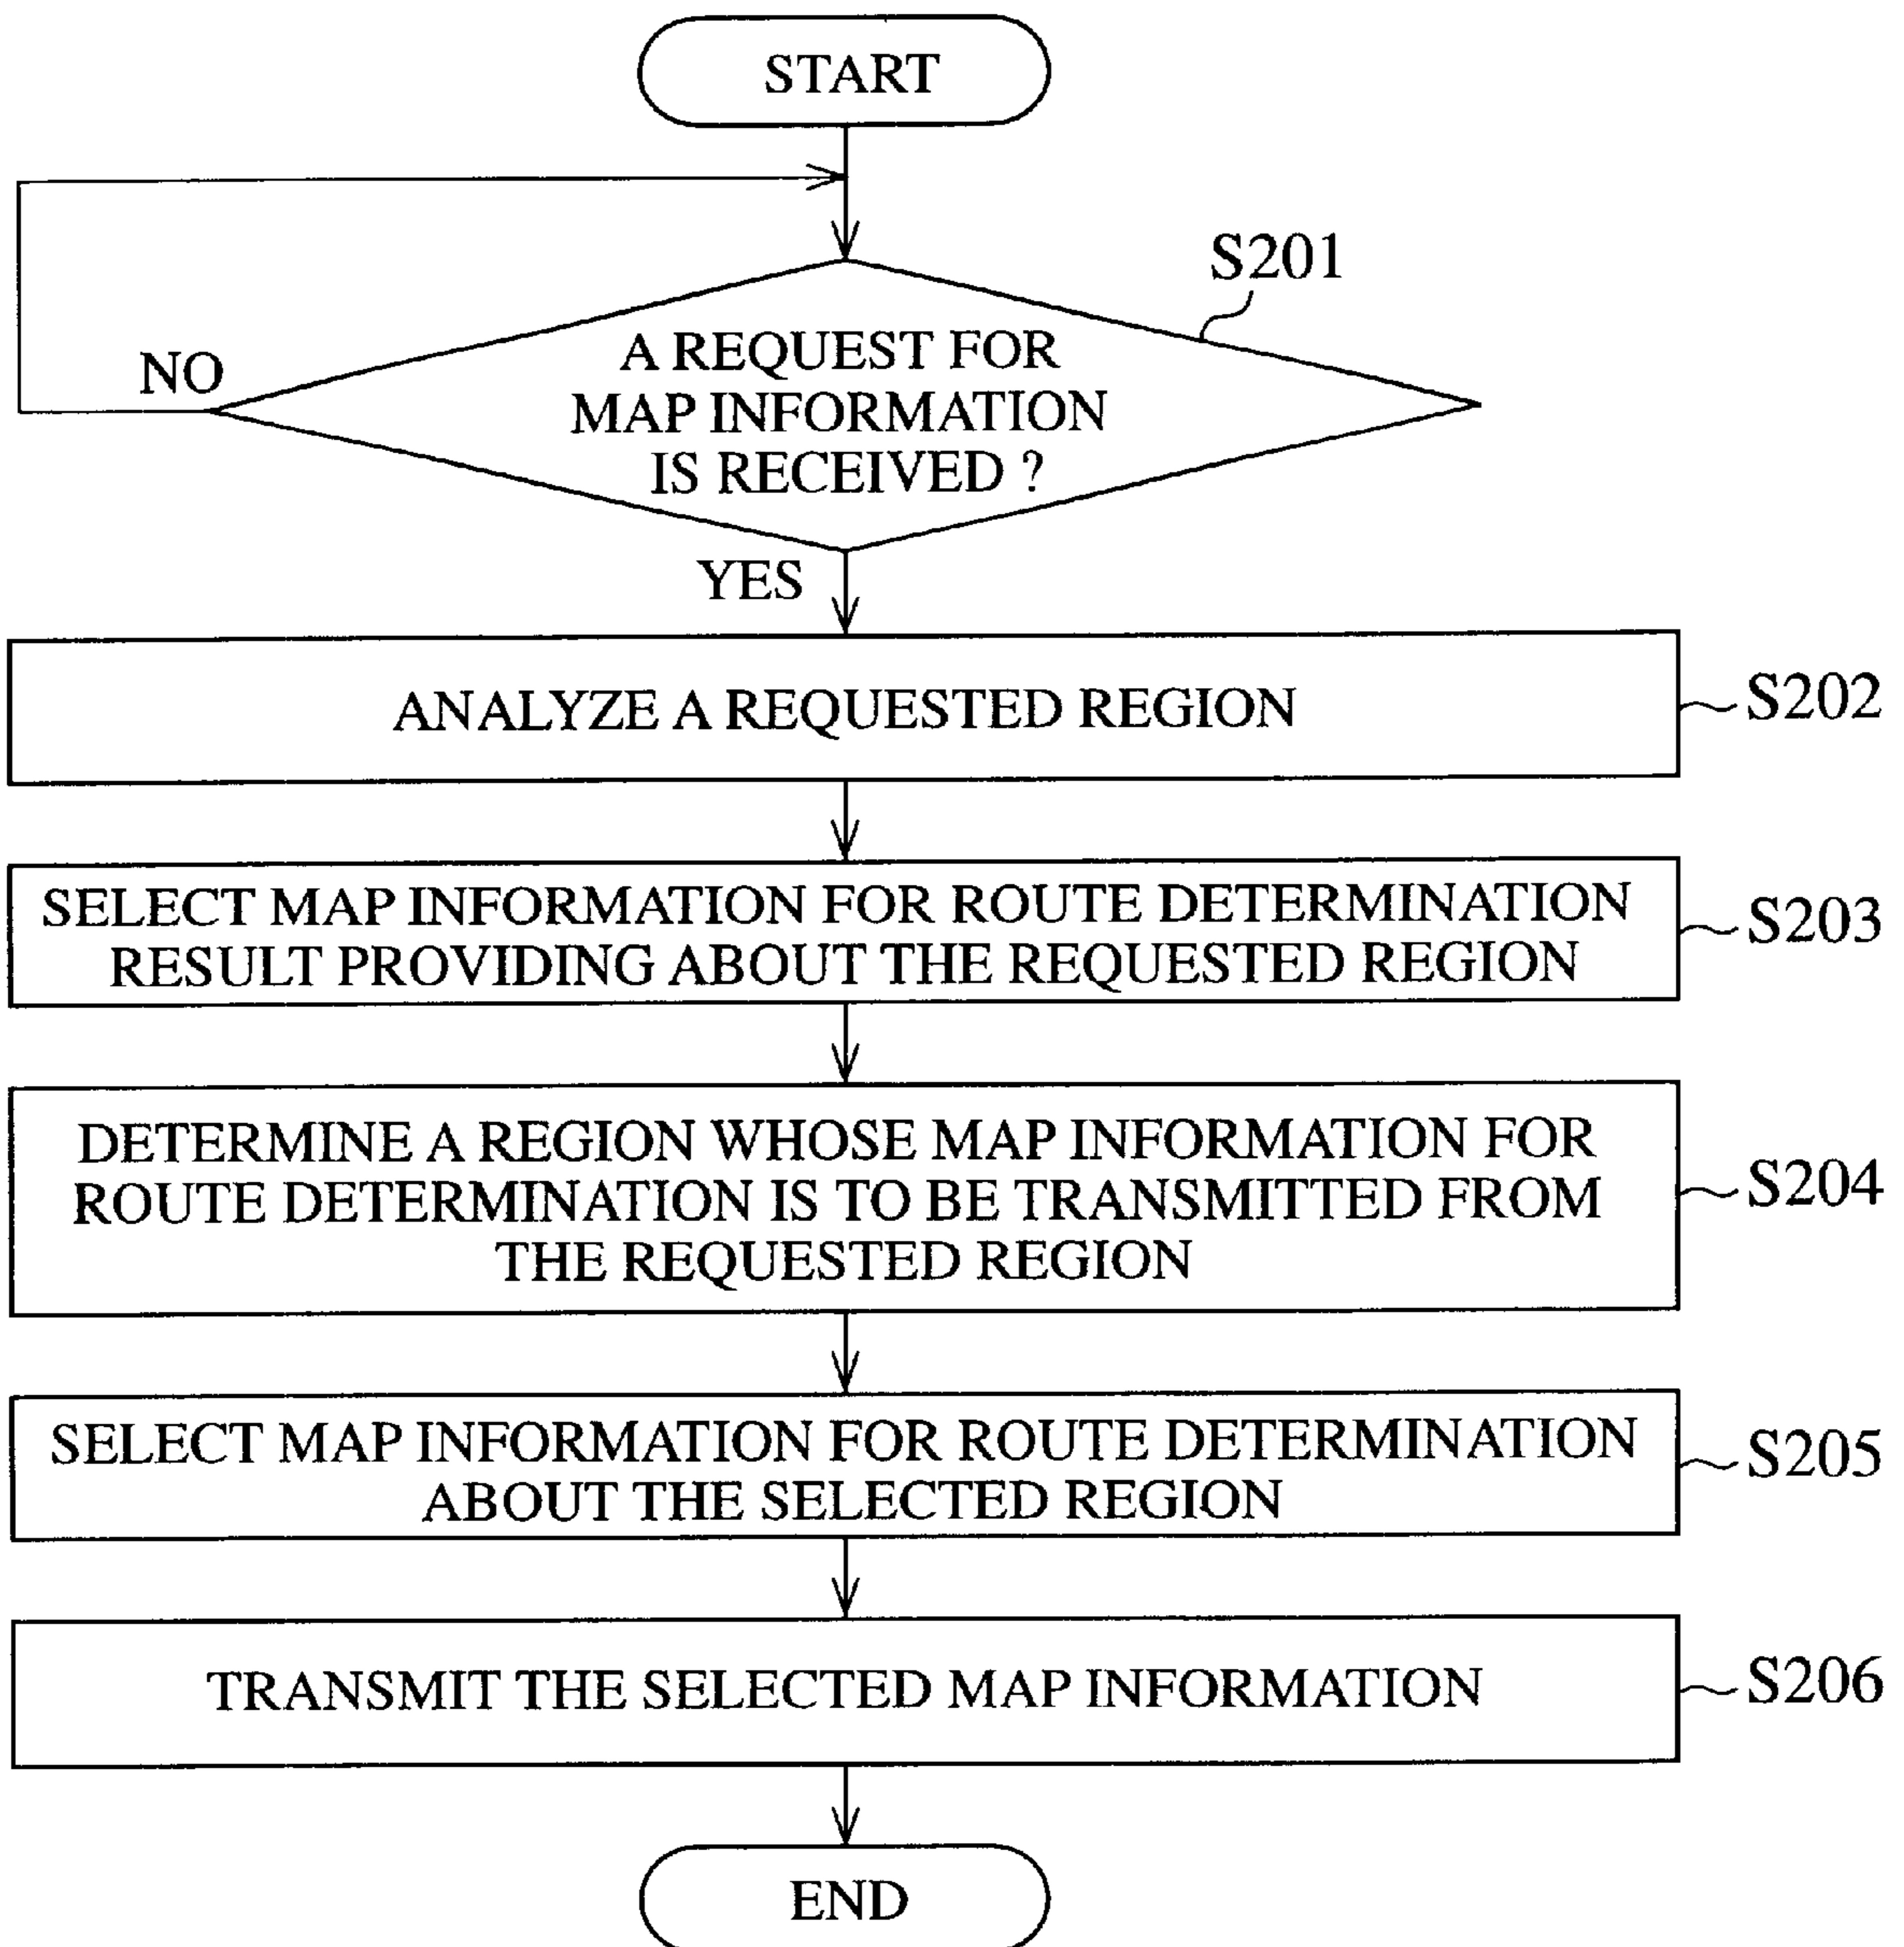 START
S201
A REQUEST FOR
MAP INFORMATION
IS RECEIVED ?
NO
YES
ANALYZE A REQUESTED REGION
S202
SELECT MAP INFORMATION FOR ROUTE DETERMINATION
RESULT PROVIDING ABOUT THE REQUESTED REGION
S203
DETERMINE A REGION WHOSE MAP INFORMATION FOR
ROUTE DETERMINATION IS TO BE TRANSMITTED FROM
THE REQUESTED REGION
S204
SELECT MAP INFORMATION FOR ROUTE DETERMINATION
ABOUT THE SELECTED REGION
S205
TRANSMIT THE SELECTED MAP INFORMATION
S206
END